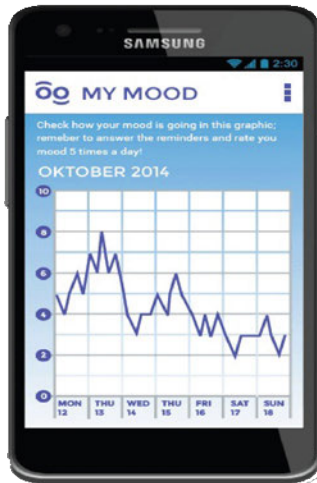 SAMSUNG
2:30
MY MOOD
Check how your mood is going in this graphic;
remeber to answer the reminders and rate you
mood 5 times a day!
OKTOBER 2014
10
8
6
4
2
0
MON THU WED THU FRI SAT SUN
12 13 14 15 16 17 18